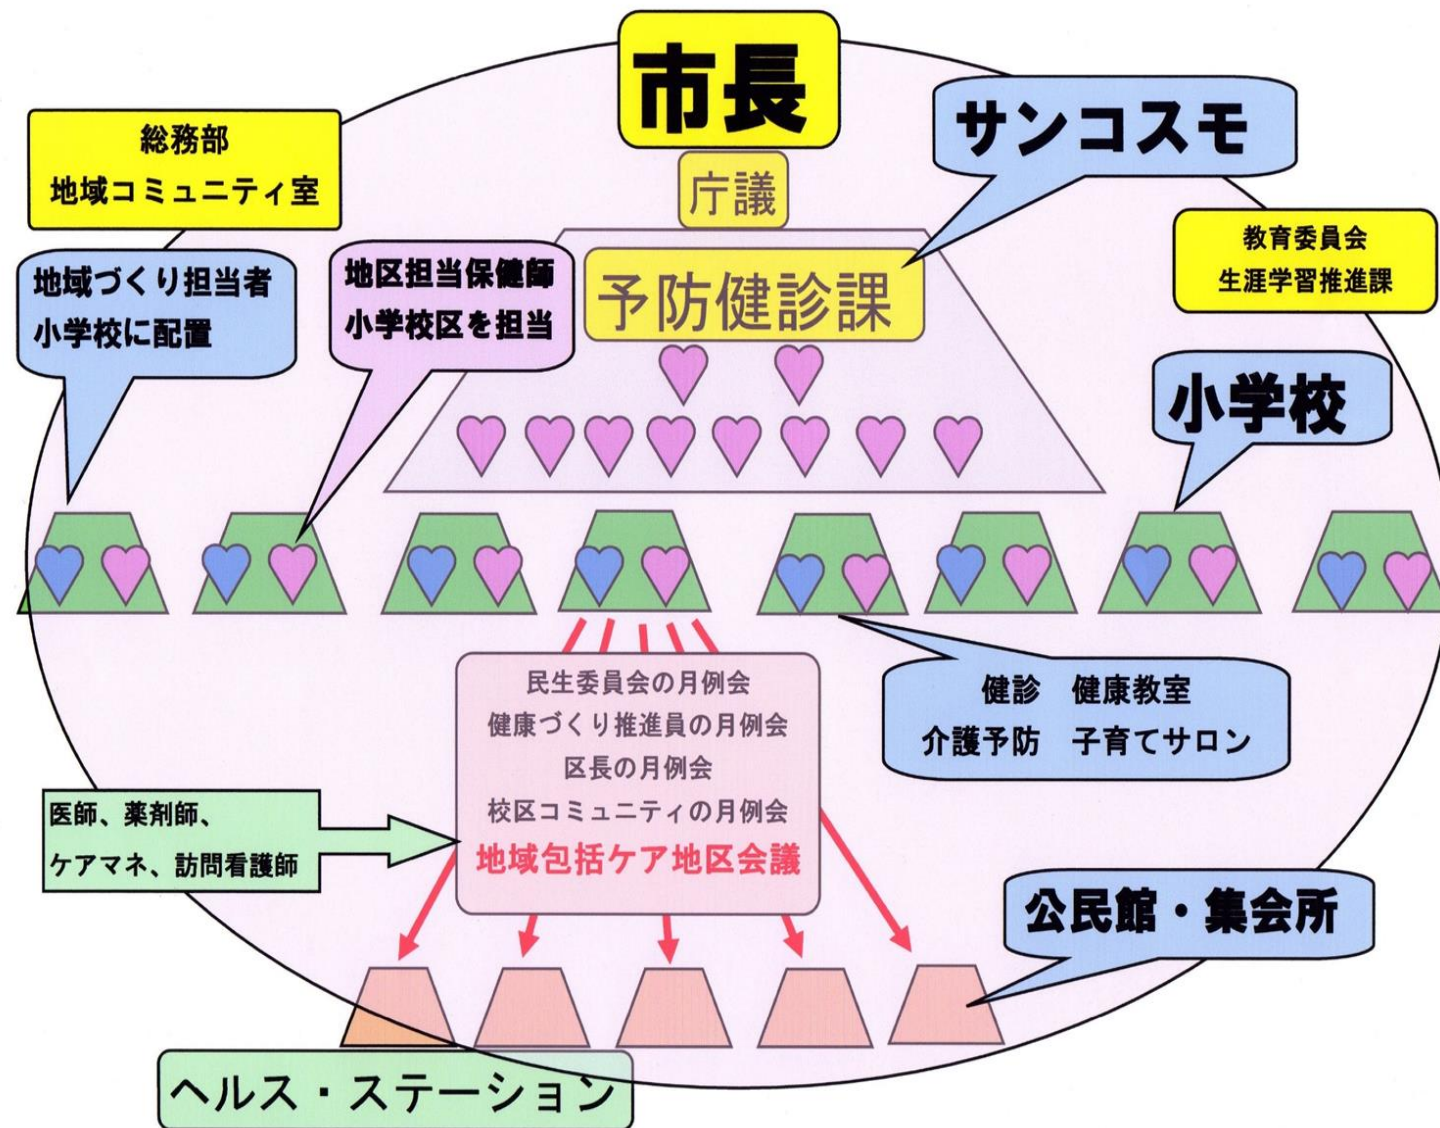 市長
サンコスモ
総務部
地域コミュニティ室
庁議
教育委員会
生涯学習推進課
地域づくり担当者
小学校に配置
地区担当保健師
小学校区を担当
予防健診課
小学校
民生委員会の月例会
健康づくり推進員の月例会
区長の月例会
校区コミュニティの月例会
地域包括ケア地区会議
健診 健康教室
介護予防 子育てサロン
医師、薬剤師、
ケアマネ、訪問看護師
公民館・集会所
ヘルス・ステーション